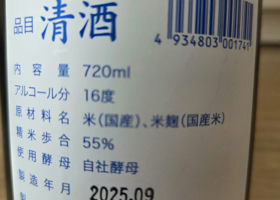 品目 清酒
4 934803 001741
内容量 720ml
アルコール分 16度
原材料名 米(国産)、米麹(国産米)
精米歩合 55%
使用酵母 自社酵母
製造年月 2025.09